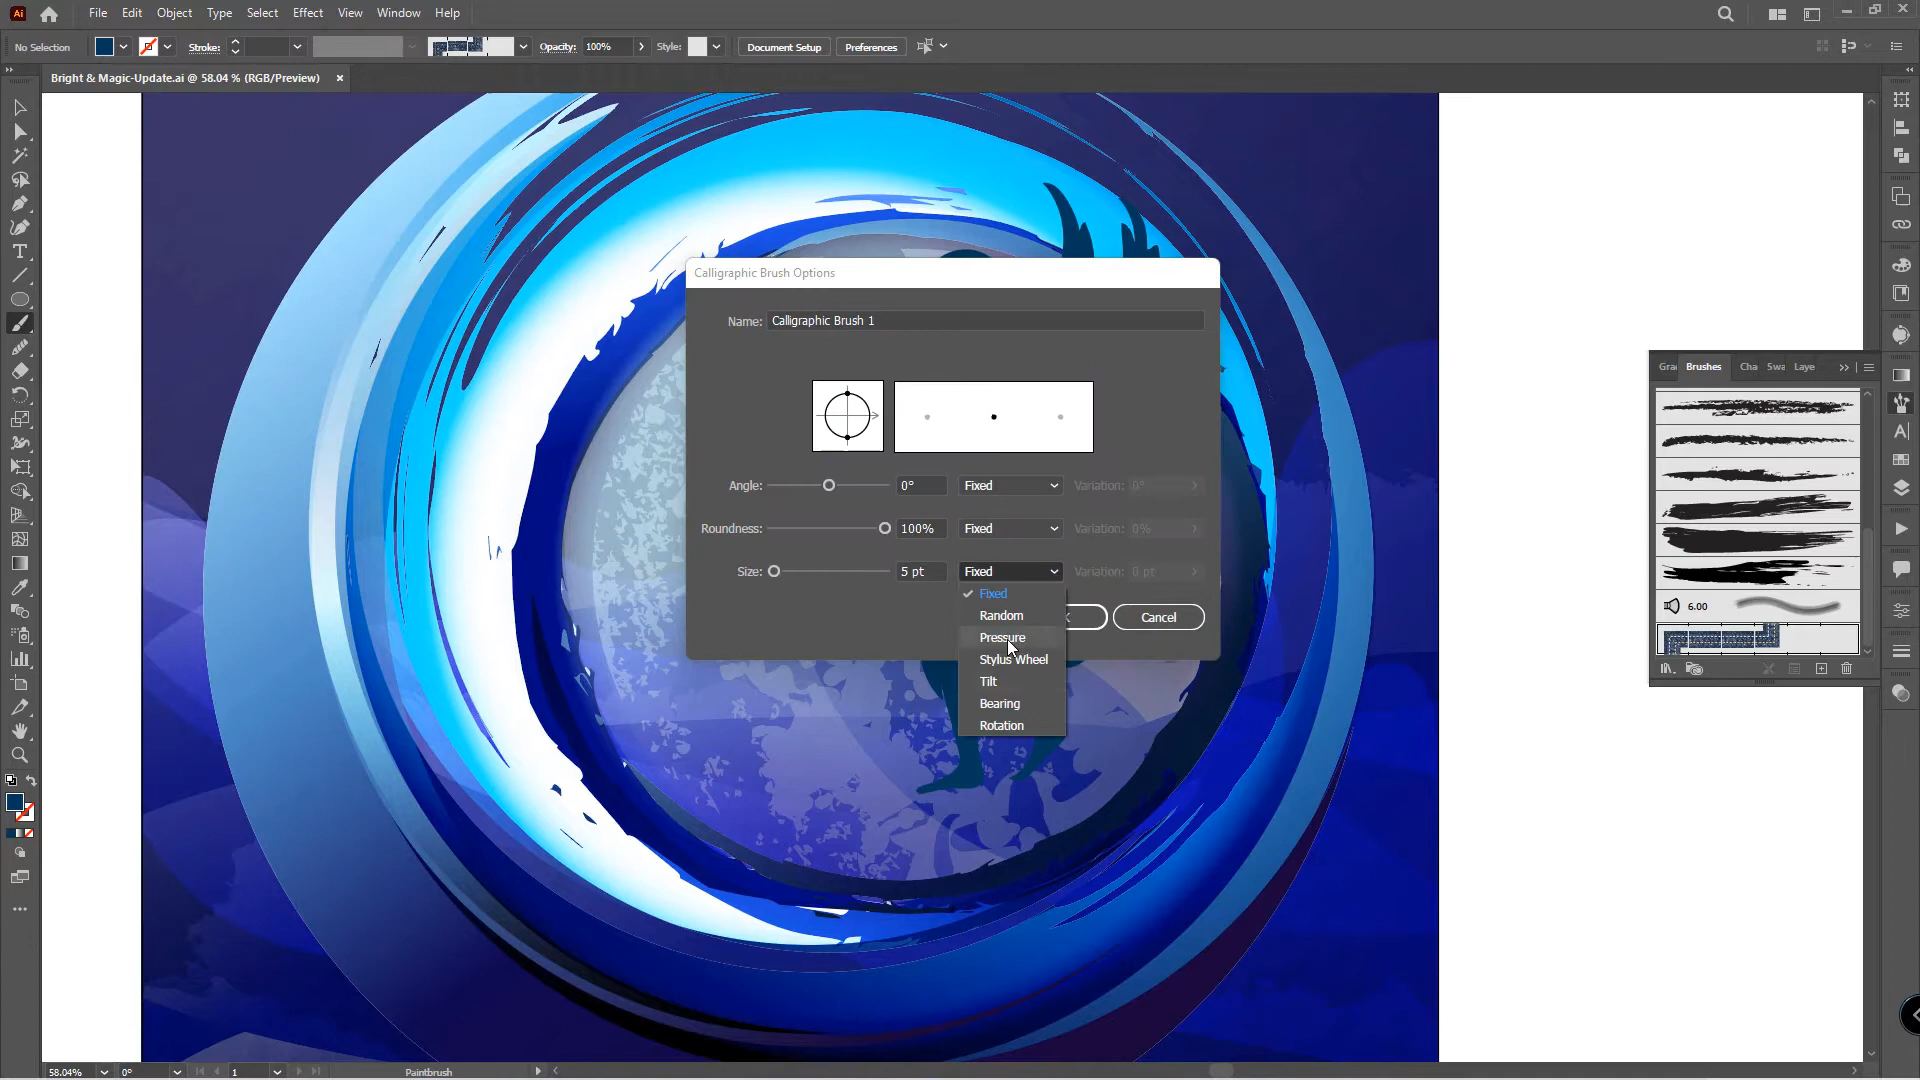 Ai File Edit Object Type Select Effect View Window Help
No Selection Stroke: Opacity: 100% Style: Document Setup Preferences
Bright & Magic-Update.ai @ 58.04 % (RGB/Preview) ×
Calligraphic Brush Options
Name: Calligraphic Brush 1
Angle: 0° Fixed Variation: 0°
Roundness: 100% Fixed Variation: 0%
Size: 5 pt Fixed Variation: 0 pt
Fixed
Random
Pressure
Stylus Wheel
Tilt
Bearing
Rotation
K Cancel
Gra Brushes Cha Swa Laye
6.00
58.04% 0° 1 Paintbrush